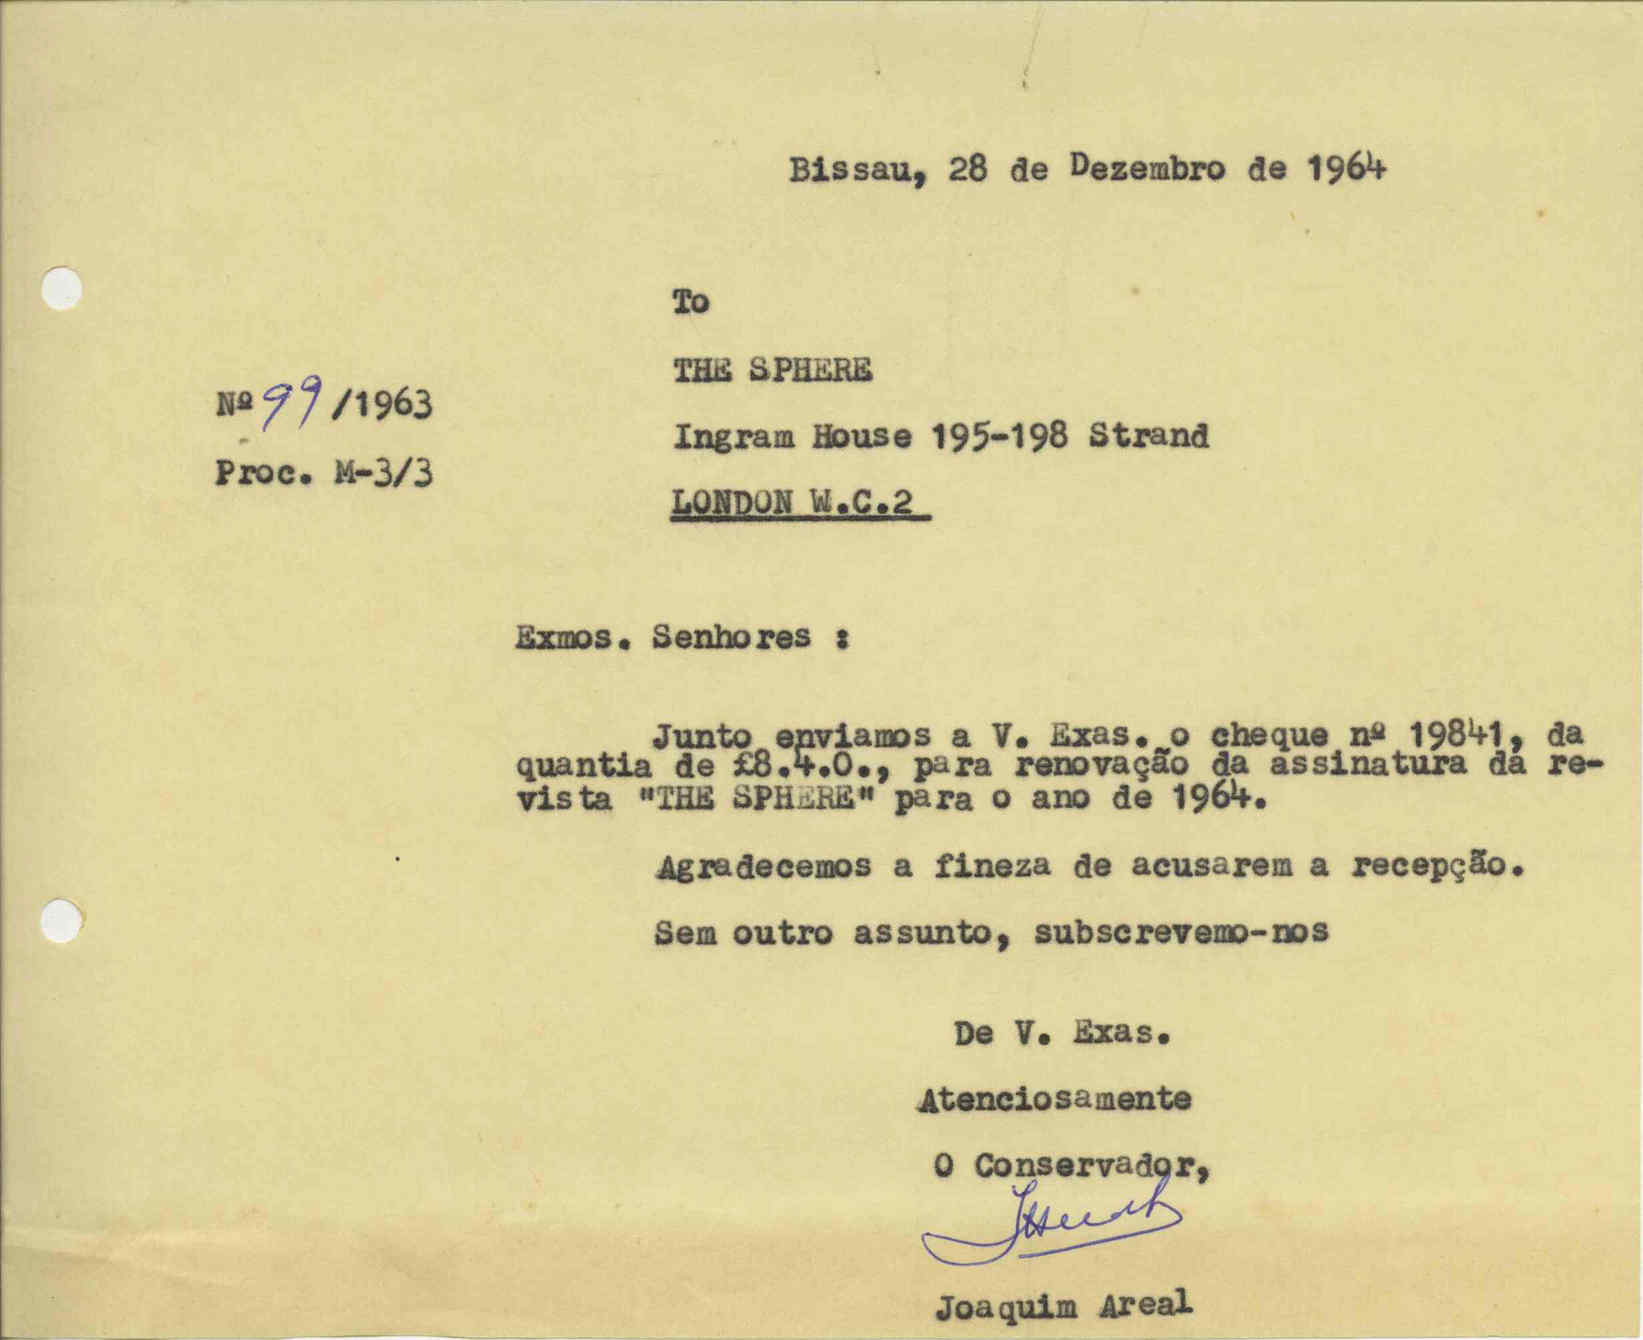 Bissau, 28 de Dezembro de 1964
To
THE SPHERE
Nº 99 /1963
Ingram House 195-198 Strand
Proc. M-3/3
LONDON W.C.2
Exmos. Senhores :
Junto enviamos a V. Exas. o cheque nº 19841, da
quantia de £8.4.0., para renovação da assinatura da re-
vista "THE SPHERE" para o ano de 1964.
Agradecemos a fineza de acusarem a recepção.
Sem outro assunto, subscrevemo-nos
De V. Exas.
Atenciosamente
O Conservador,
Joaquim Areal